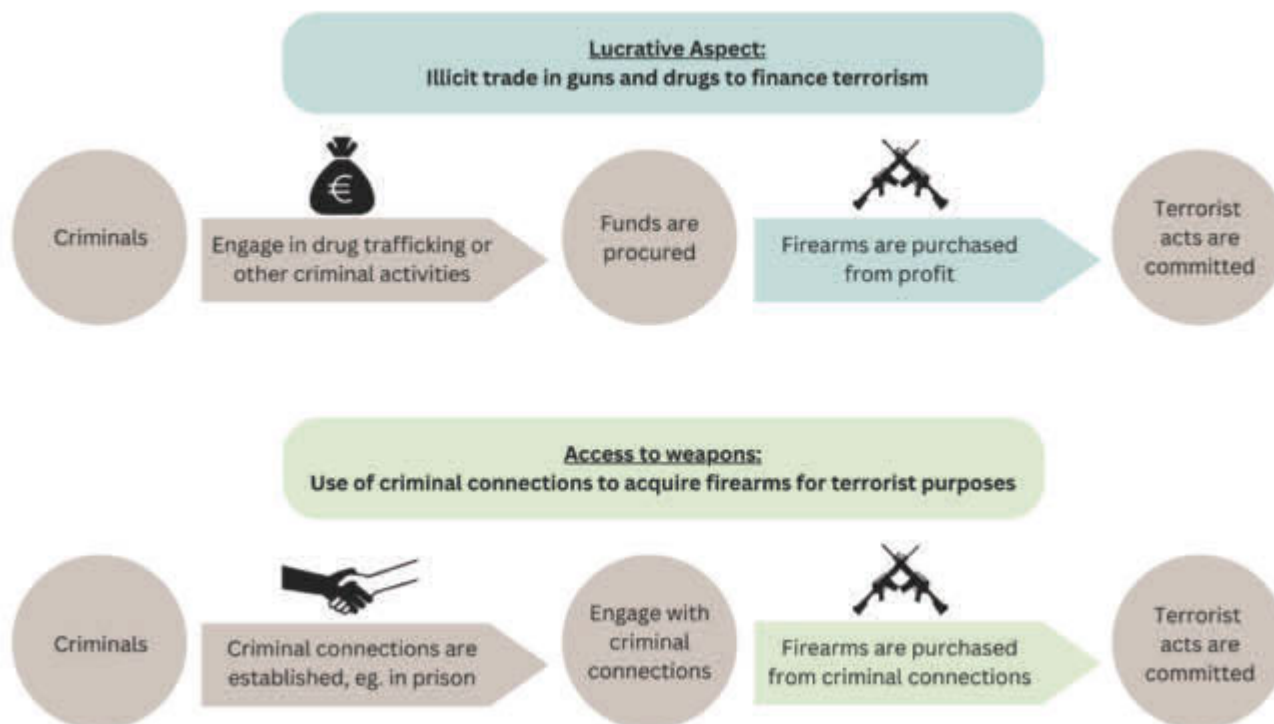 Lucrative Aspect:
Illicit trade in guns and drugs to finance terrorism
Criminals
€
Engage in drug trafficking or
other criminal activities
Funds are
procured
Firearms are purchased
from profit
Terrorist
acts are
committed
Access to weapons:
Use of criminal connections to acquire firearms for terrorist purposes
Criminals
Criminal connections are
established, eg. in prison
Engage with
criminal
connections
Firearms are purchased
from criminal connections
Terrorist
acts are
committed